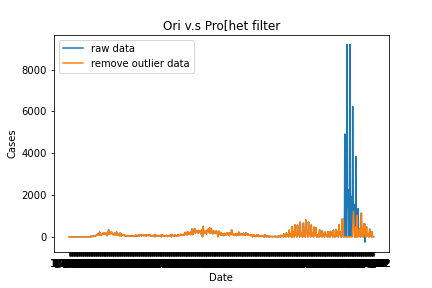 Ori v.s Pro[het filter
raw data
remove outlier data
8000
6000
4000
2000
0
Cases
Date